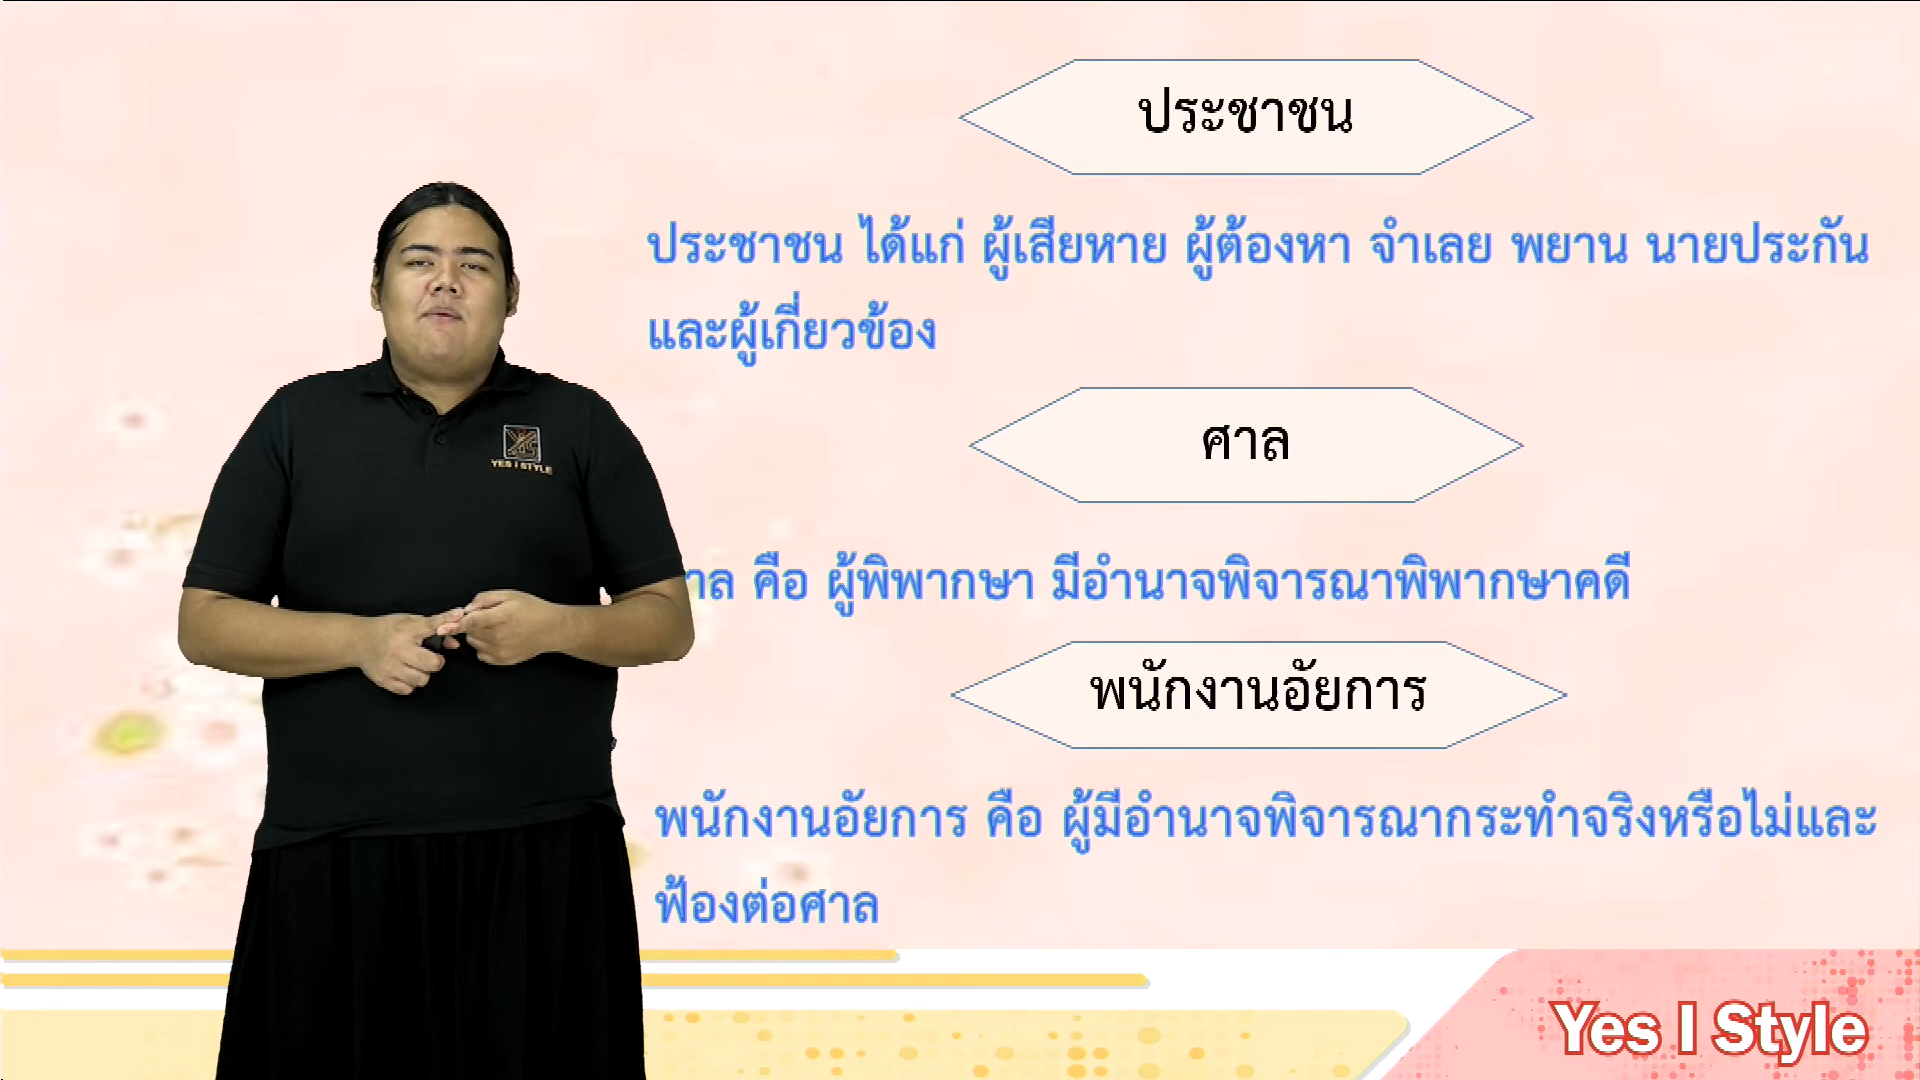 ประชาชน
ประชาชน ได้แก่ ผู้เสียหาย ผู้ต้องหา จำเลย พยาน นายประกัน
และผู้เกี่ยวข้อง
ศาล
คือ ผู้พิพากษา มีอำนาจพิจารณาพิพากษาคดี
พนักงานอัยการ
พนักงานอัยการ คือ ผู้มีอำนาจพิจารณากระทำจริงหรือไม่และ
ฟ้องต่อศาล
YES I STYLE
Yes I Style